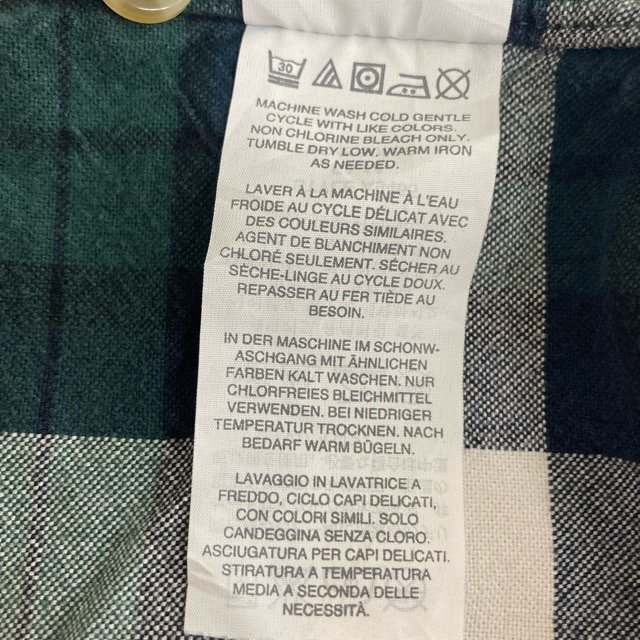 30
MACHINE WASH COLD GENTLE
CYCLE WITH LIKE COLORS.
NON CHLORINE BLEACH ONLY.
TUMBLE DRY LOW. WARM IRON
AS NEEDED.
LAVER À LA MACHINE À L'EAU
FROIDE AU CYCLE DÉLICAT AVEC
DES COULEURS SIMILAIRES.
AGENT DE BLANCHIMENT NON
CHLORÉ SEULEMENT. SÉCHER AU
SÈCHE-LINGE AU CYCLE DOUX.
REPASSER AU FER TIÈDE AU
BESOIN.
IN DER MASCHINE IM SCHONW-
ASCHGANG MIT ÄHNLICHEN
FARBEN KALT WASCHEN. NUR
CHLORFREIES BLEICHMITTEL
VERWENDEN. BEI NIEDRIGER
TEMPERATUR TROCKNEN. NACH
BEDARF WARM BÜGELN.
LAVAGGIO IN LAVATRICE A
FREDDO, CICLO CAPI DELICATI,
CON COLORI SIMILI. SOLO
CANDEGGINA SENZA CLORO.
ASCIUGATURA PER CAPI DELICATI.
STIRATURA A TEMPERATURA
MEDIA A SECONDA DELLE
NECESSITÀ.